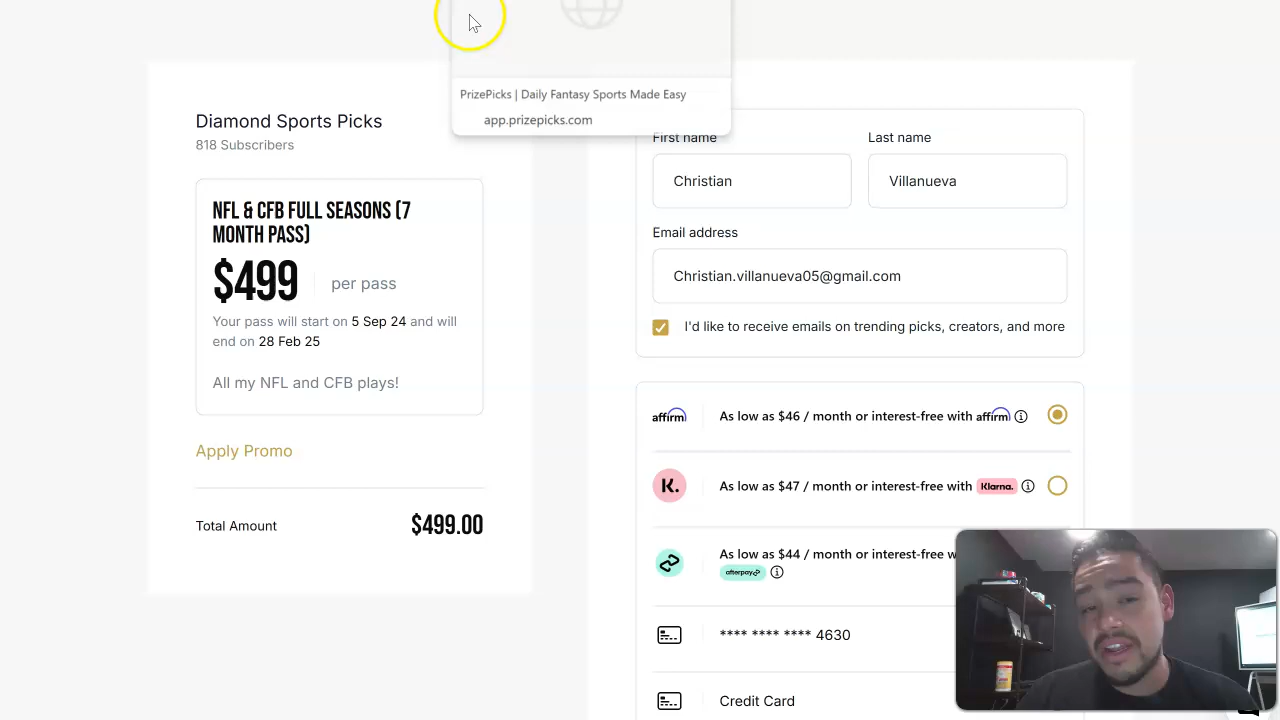 PrizePicks | Daily Fantasy Sports Made Easy
app.prizepicks.com
Diamond Sports Picks
818 Subscribers
NFL & CFB FULL SEASONS (7
MONTH PASS)
$499 per pass
Your pass will start on 5 Sep 24 and will
end on 28 Feb 25
All my NFL and CFB plays!
Apply Promo
Total Amount $499.00
First name Last name
Christian Villanueva
Email address
Christian.villanueva05@gmail.com
I'd like to receive emails on trending picks, creators, and more
affirm As low as $46 / month or interest-free with affirm
K. As low as $47 / month or interest-free with Klarna.
As low as $44 / month or interest-free
afterpay
**** **** **** 4630
Credit Card